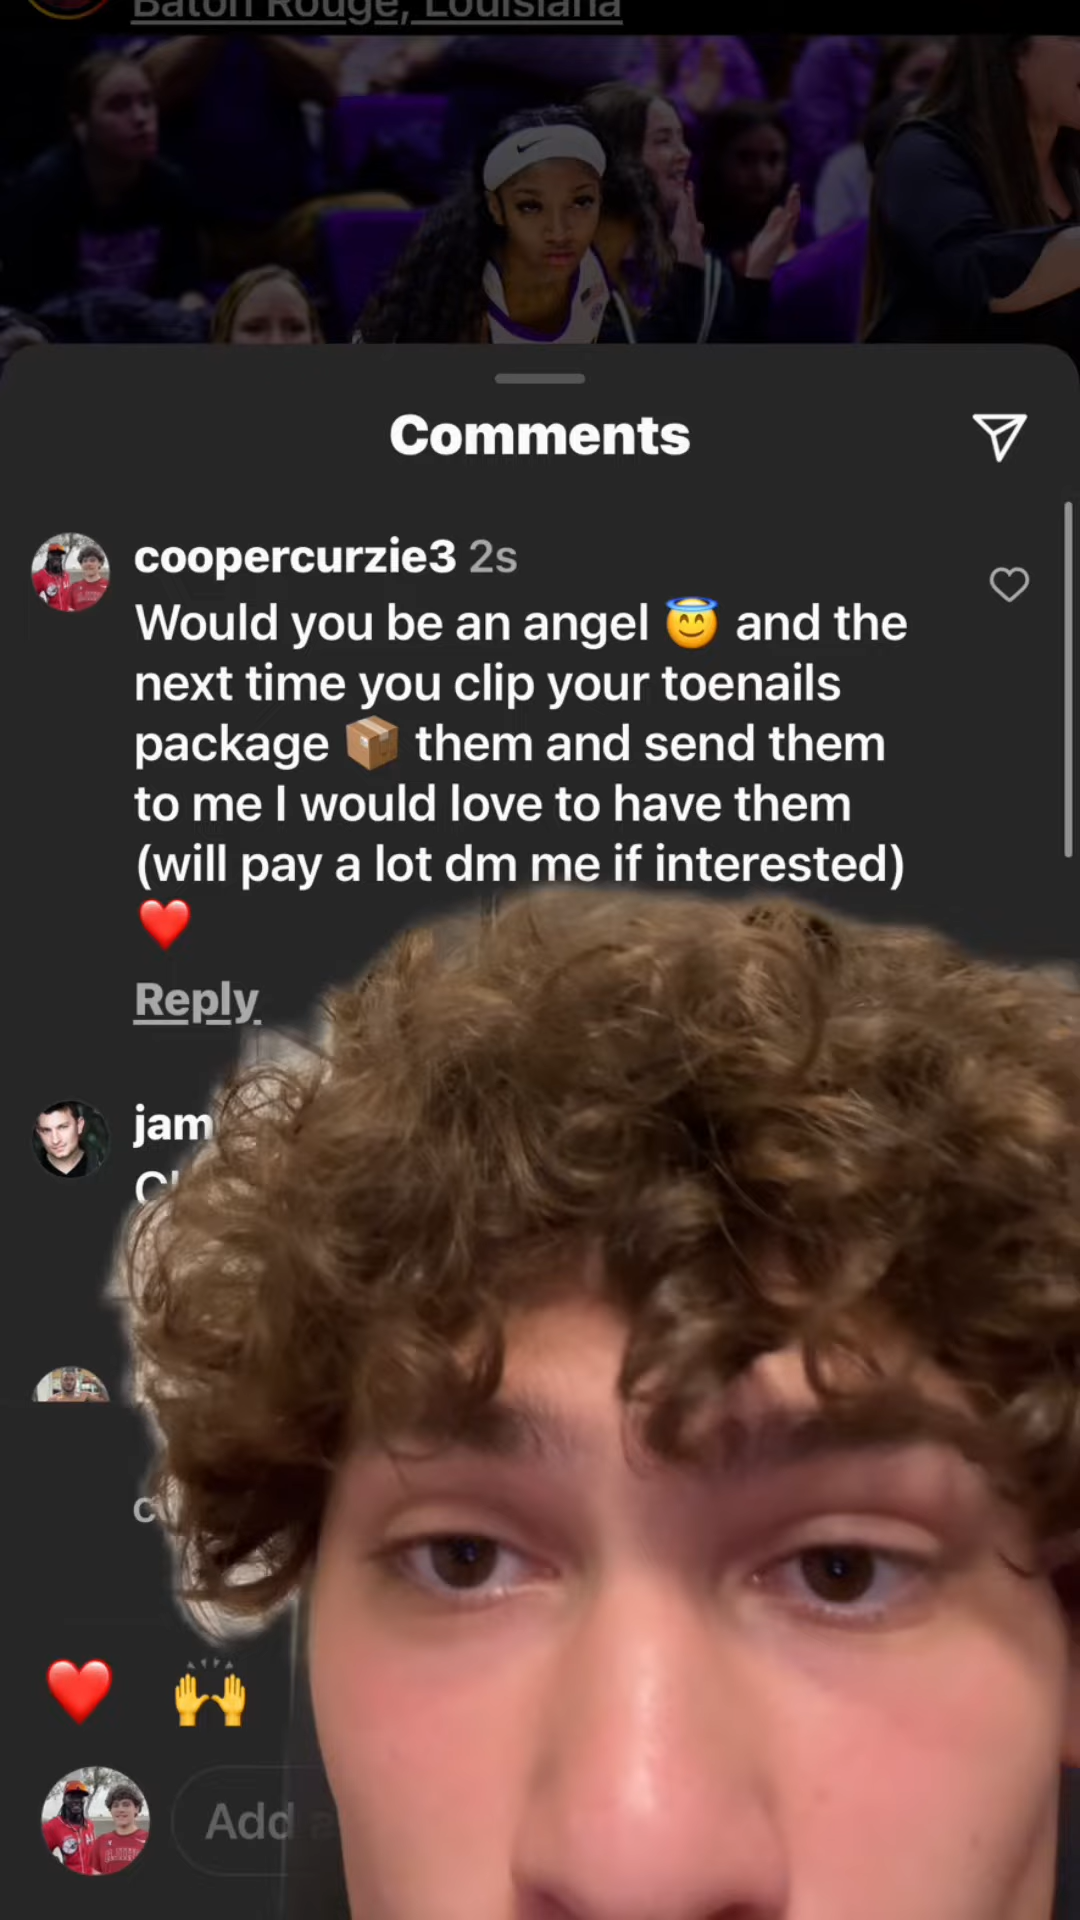 Baton Rouge, Louisiana
Comments
coopercurzie3 2s
Would you be an angel 😇 and the
next time you clip your toenails
package 📦 them and send them
to me I would love to have them
(will pay a lot dm me if interested)
❤️
Reply
jam
Add